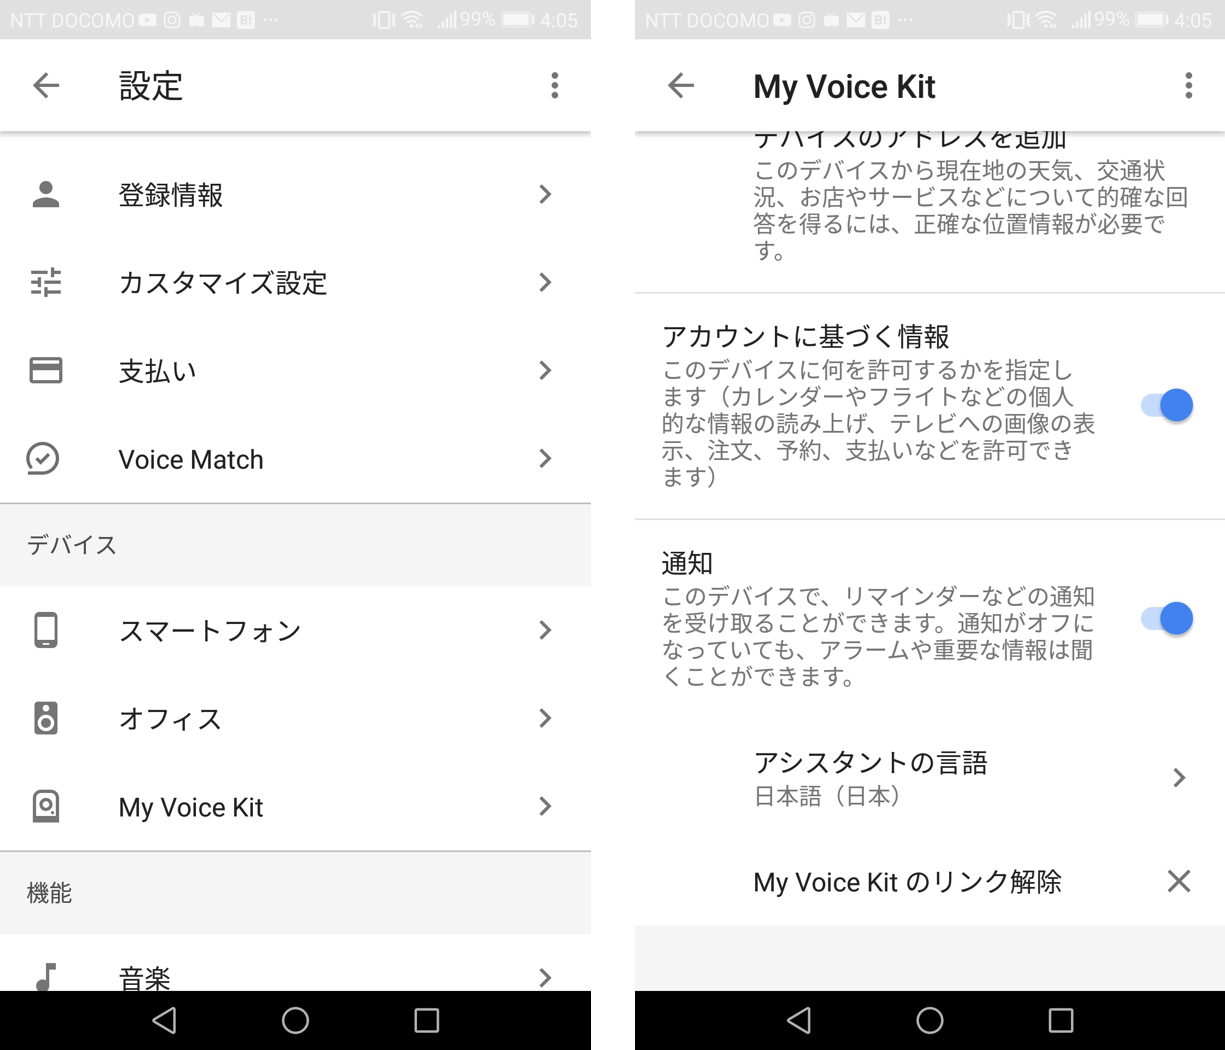 NTT DOCOMO 99% 4:05
設定
登録情報
カスタマイズ設定
支払い
Voice Match
デバイス
スマートフォン
オフィス
My Voice Kit
機能
音楽
NTT DOCOMO 99% 4:05
My Voice Kit
デバイスのアドレスを追加
このデバイスから現在地の天気、交通状
況、お店やサービスなどについて的確な回
答を得るには、正確な位置情報が必要で
す。
アカウントに基づく情報
このデバイスに何を許可するかを指定し
ます（カレンダーやフライトなどの個人
的な情報の読み上げ、テレビへの画像の表
示、注文、予約、支払いなどを許可でき
ます）
通知
このデバイスで、リマインダーなどの通知
を受け取ることができます。通知がオフに
なっていても、アラームや重要な情報は聞
くことができます。
アシスタントの言語
日本語（日本）
My Voice Kit のリンク解除